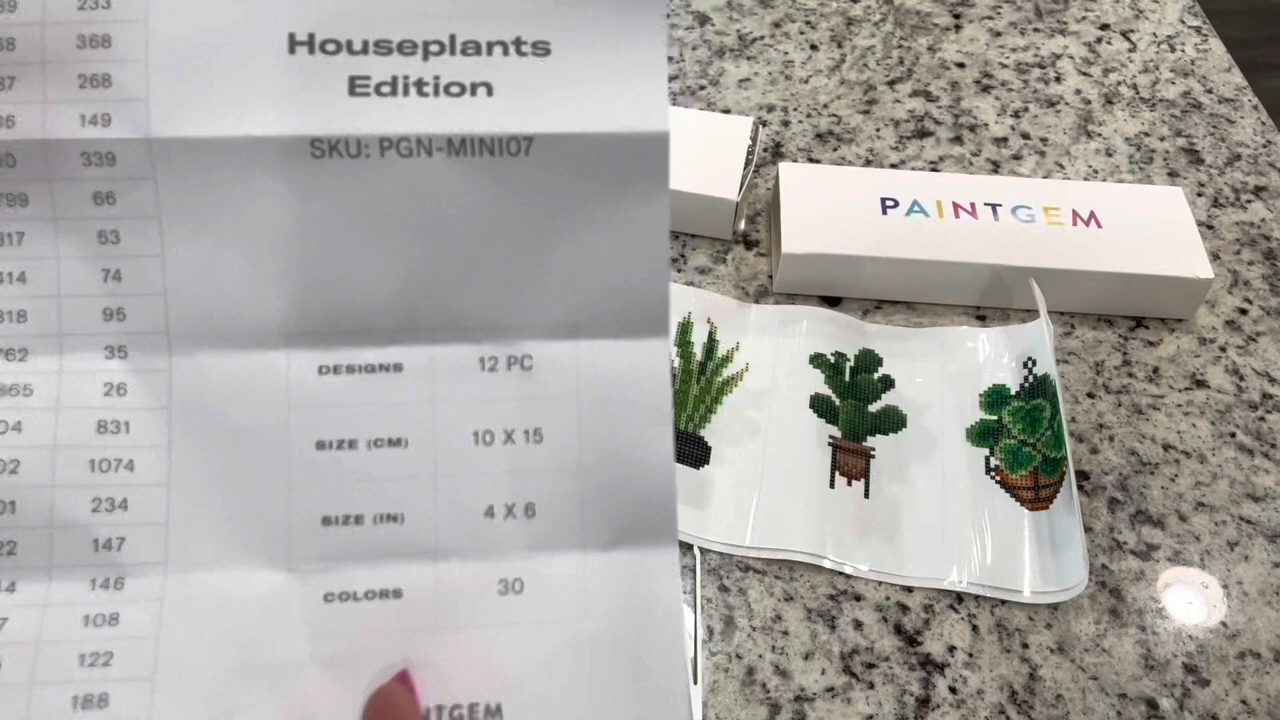 233
368
268
149
339
66
53
74
95
35
26
831
1074
234
147
146
108
122
188
Houseplants
Edition
SKU: PGN-MINI07
DESIGNS 12 PC
SIZE (CM) 10 X 15
SIZE (IN) 4 X 6
COLORS 30
PAINTGEM